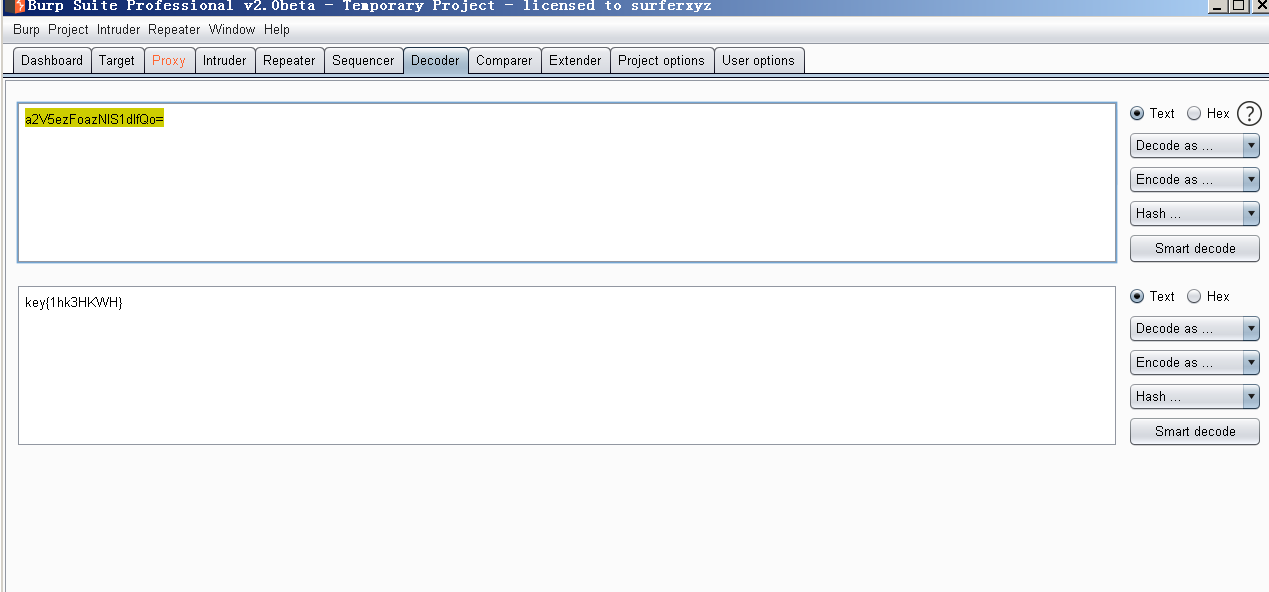 Burp Suite Professional v2.0beta - Temporary Project - licensed to surferxyz
Burp Project Intruder Repeater Window Help
Dashboard Target Proxy Intruder Repeater Sequencer Decoder Comparer Extender Project options User options
a2V5ezFoazNIS1dIfQo=
Text Hex ?
Decode as ...
Encode as ...
Hash ...
Smart decode
key{1hk3HKWH}
Text Hex
Decode as ...
Encode as ...
Hash ...
Smart decode